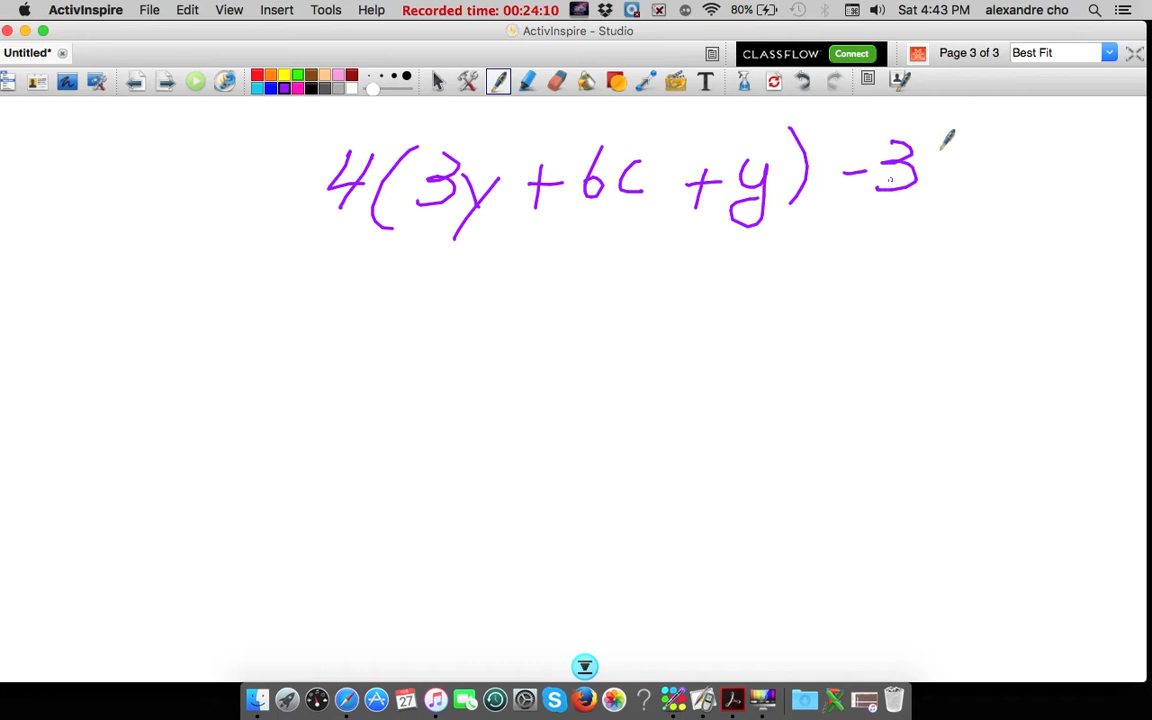 ActivInspire File Edit View Insert Tools Help Recorded time: 00:24:10 80% Sat 4:43 PM alexandre cho
ActivInspire - Studio
Untitled* CLASSFLOW Connect Page 3 of 3 Best Fit
T
4(3y + 6c + y) - 3
27